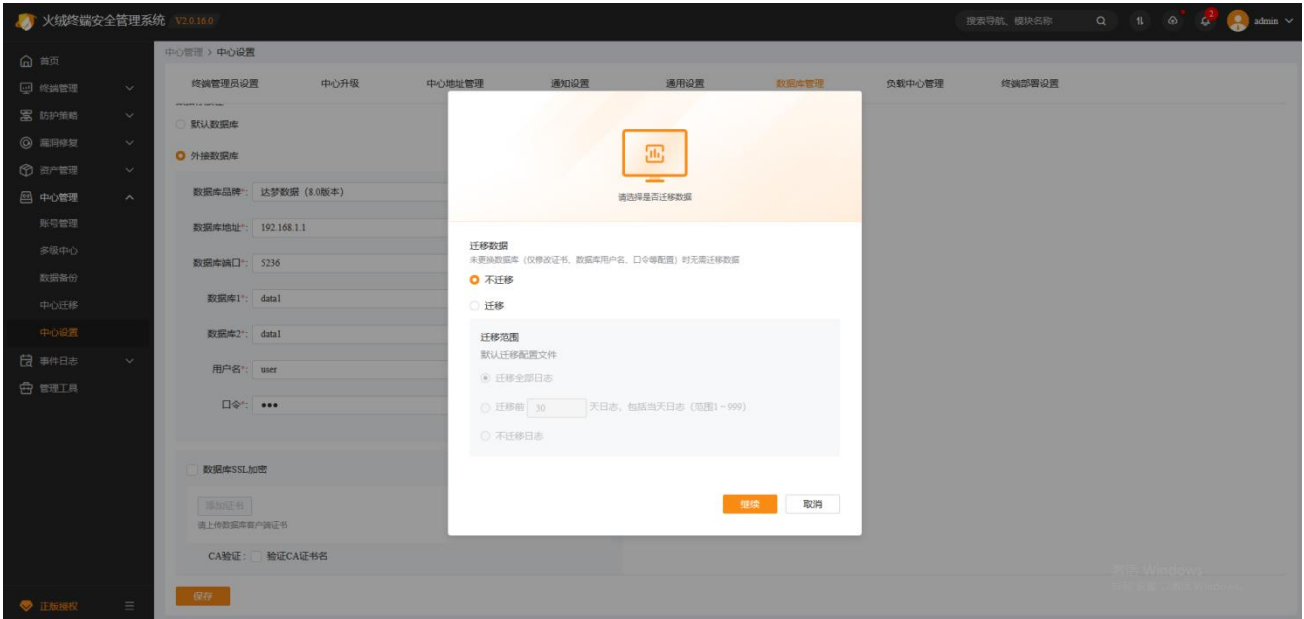 火绒终端安全管理系统 V2.0.16.0
搜索导航、模块名称
2
admin
首页
终端管理
防护策略
漏洞修复
资产管理
中心管理
账号管理
多级中心
数据备份
中心迁移
中心设置
事件日志
管理工具
正版授权
中心管理 > 中心设置
终端管理员设置 中心升级 中心地址管理 通知设置 通用设置 数据库管理 负载中心管理 终端部署设置
默认数据库
外接数据库
数据库品牌*: 达梦数据 (8.0版本)
数据库地址*: 192.168.1.1
数据库端口*: 5236
数据库1*: data1
数据库2*: data1
用户名*: user
口令*: •••
数据库SSL加密
添加证书
请上传数据库客户端证书
CA验证: 验证CA证书名
保存
请选择是否迁移数据
迁移数据
未更换数据库 (仅修改证书、数据库用户名、口令等配置) 时无需迁移数据
不迁移
迁移
迁移范围
默认迁移配置文件
迁移全部日志
迁移前 30 天日志, 包括当天日志 (范围1~999)
不迁移日志
继续 取消
激活 Windows